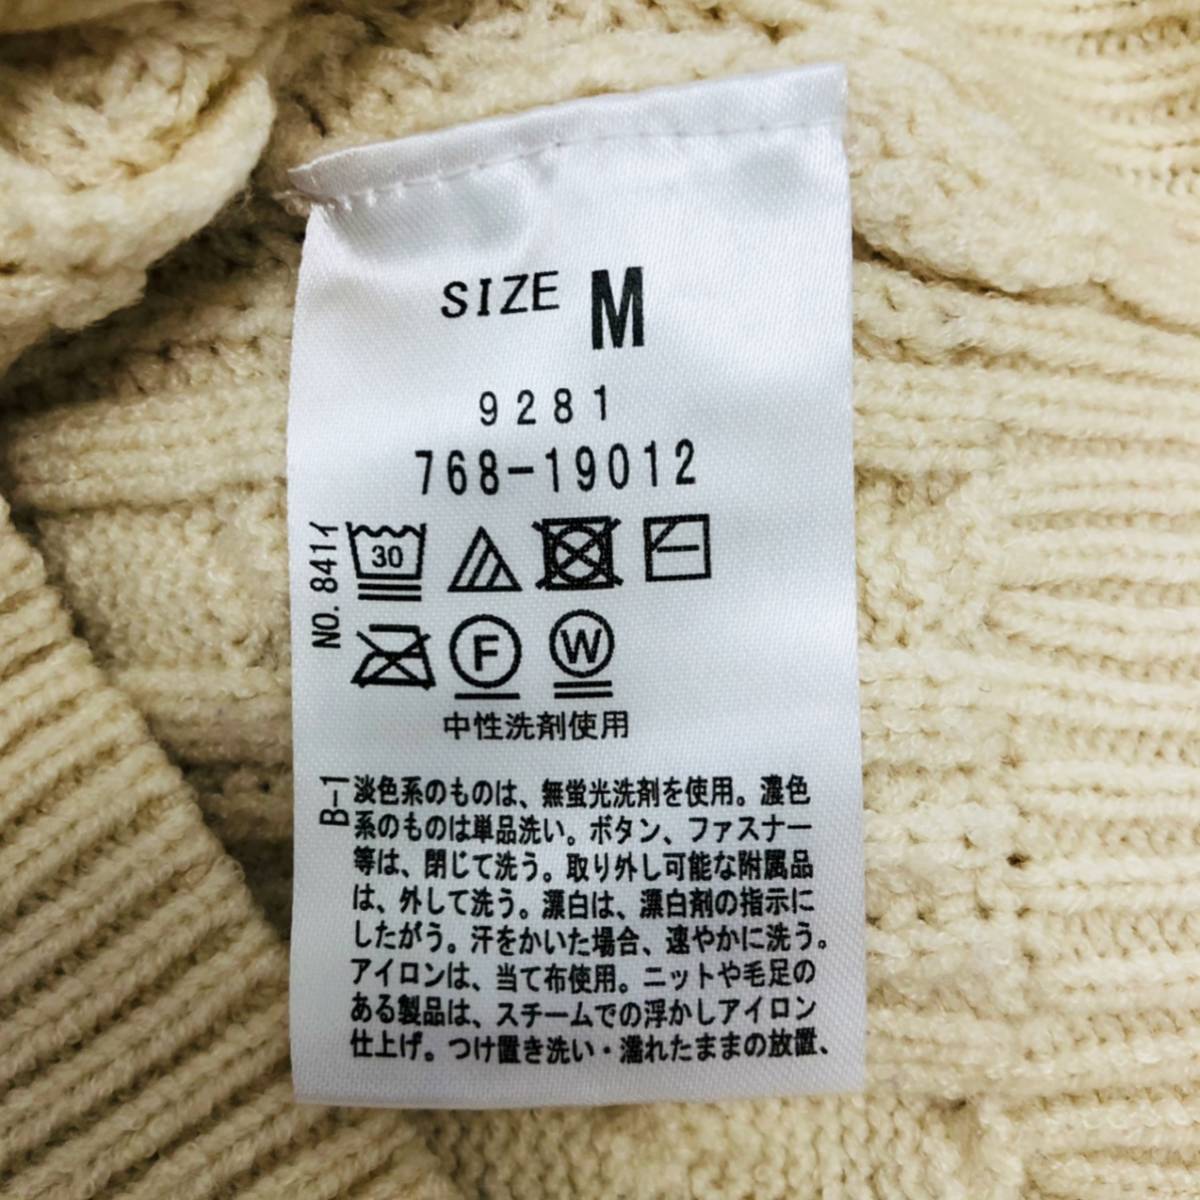 SIZE M
9281
768-19012
NO. 841イ
30
F
W
中性洗剤使用
B-1
淡色系のものは、無蛍光洗剤を使用。濃色
系のものは単品洗い。ボタン、ファスナー
等は、閉じて洗う。取り外し可能な附属品
は、外して洗う。漂白は、漂白剤の指示に
したがう。汗をかいた場合、速やかに洗う。
アイロンは、当て布使用。ニットや毛足の
ある製品は、スチームでの浮かしアイロン
仕上げ。つけ置き洗い・濡れたままの放置、